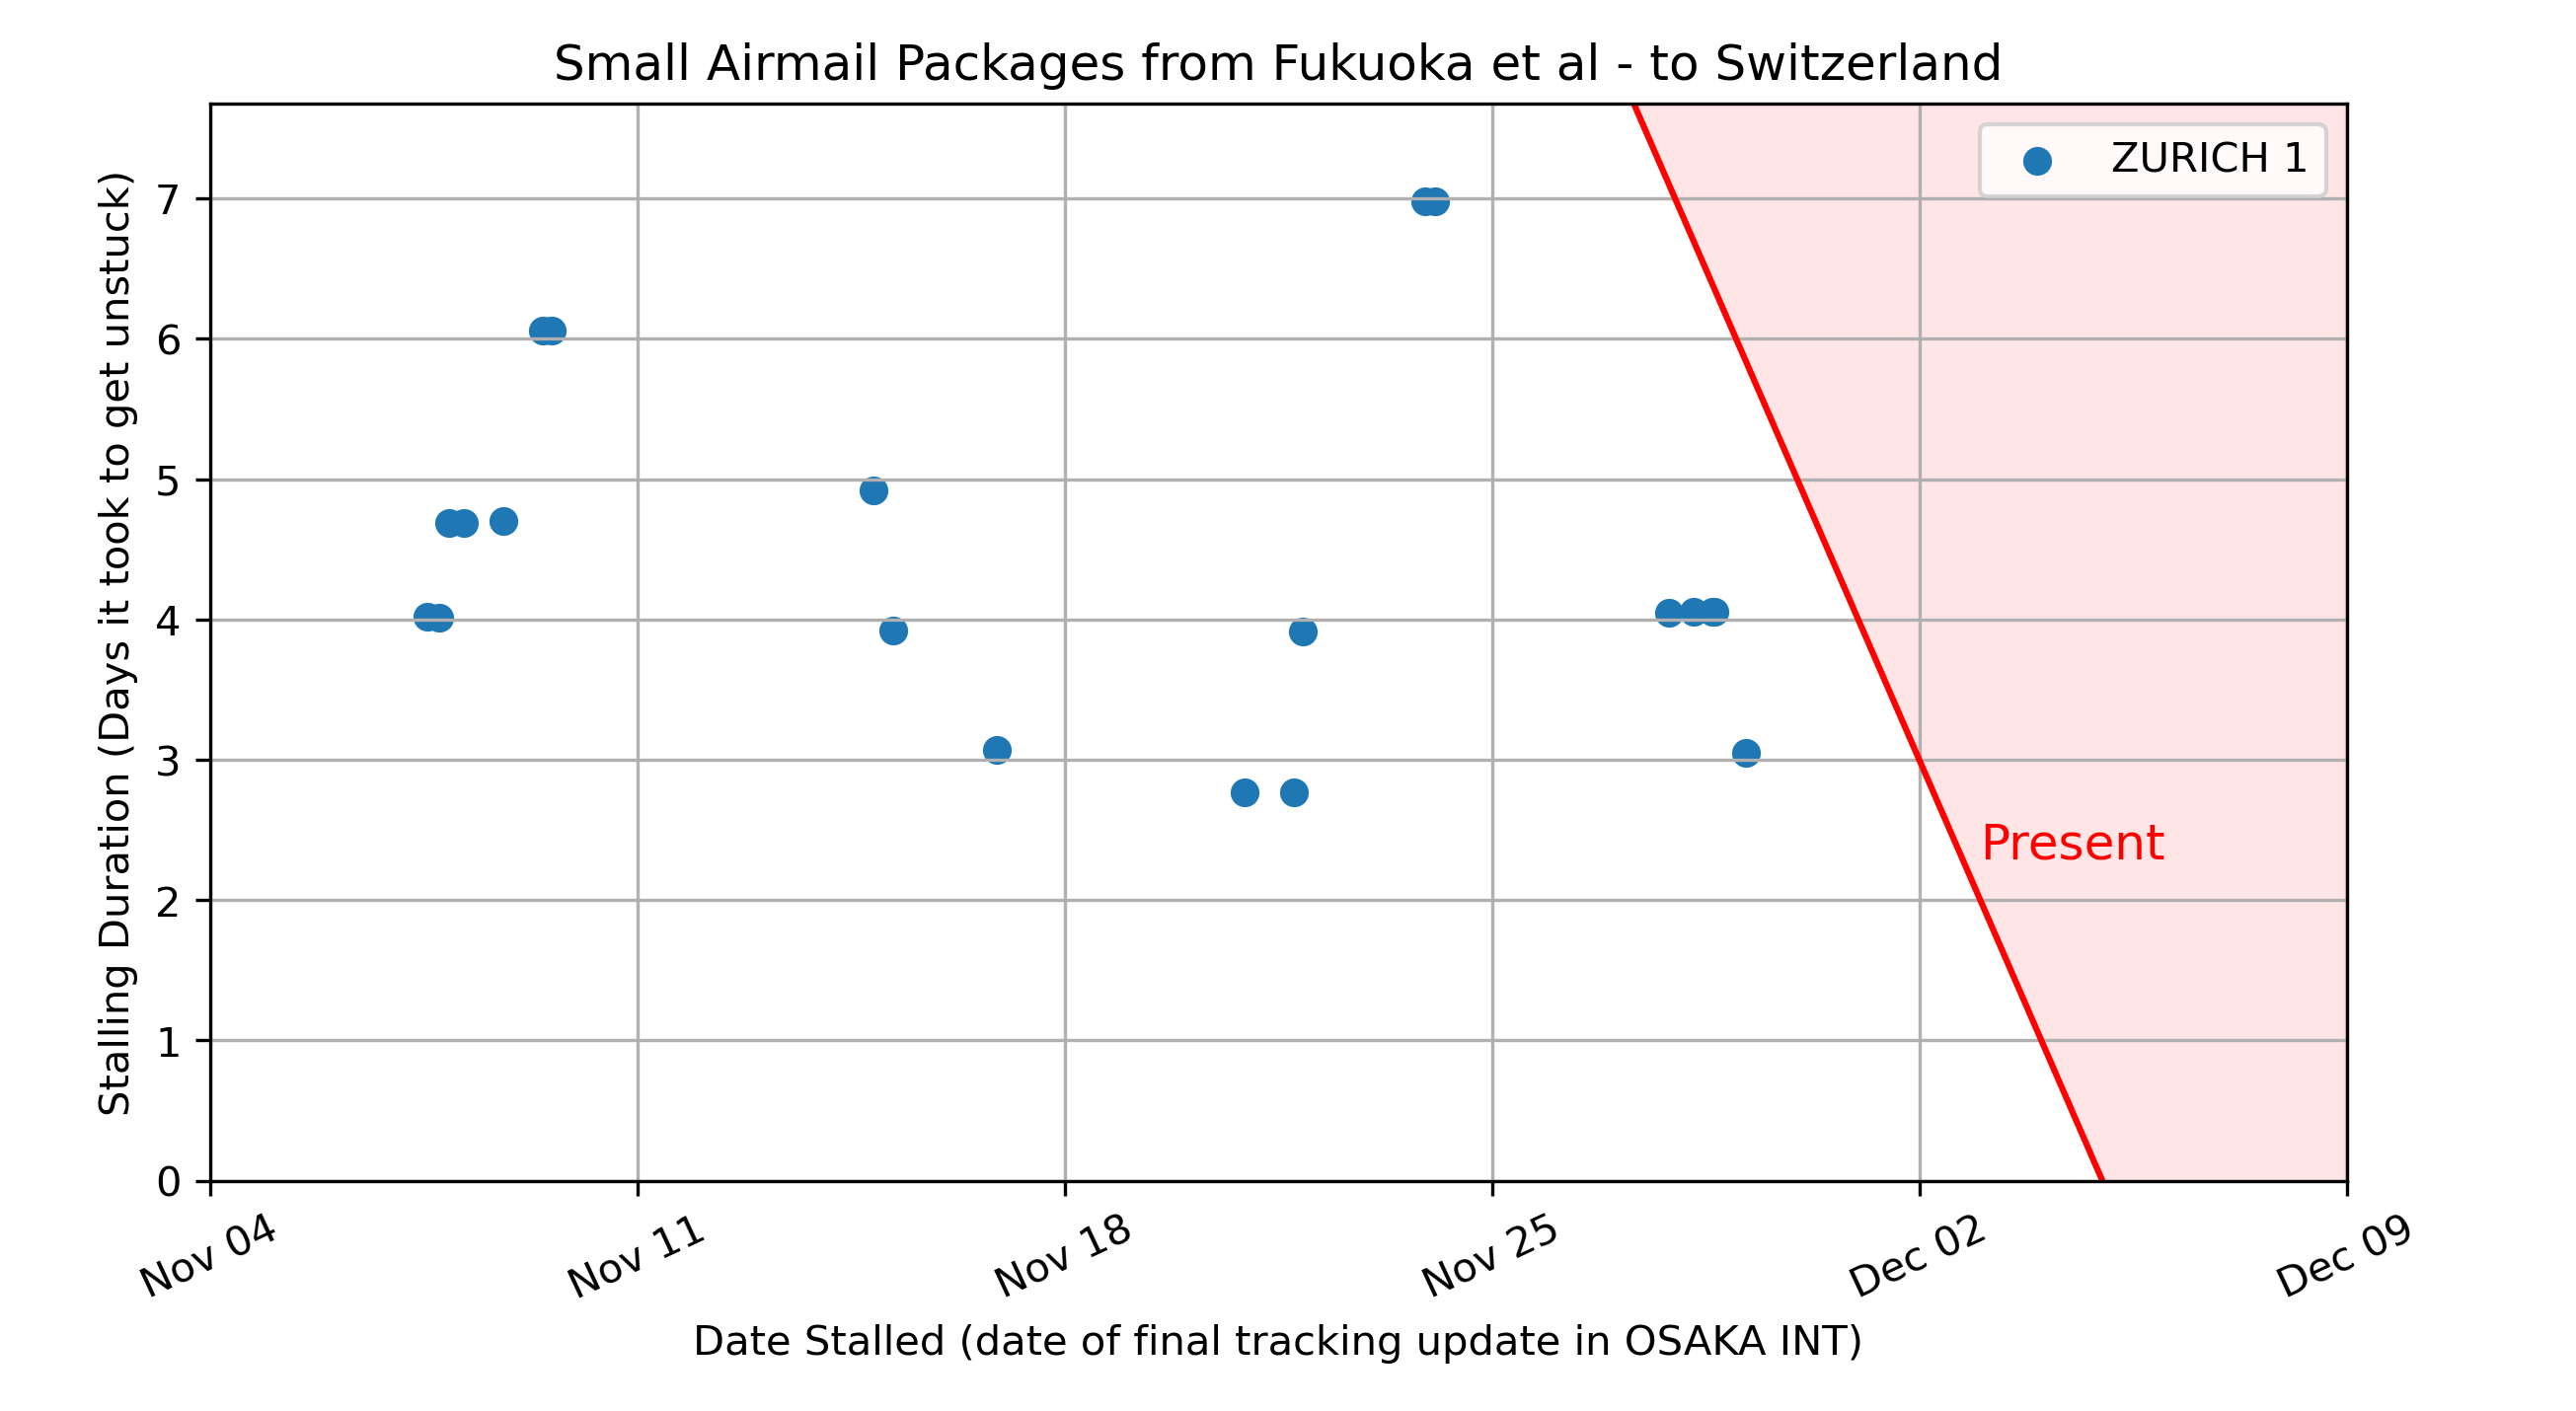 Small Airmail Packages from Fukuoka et al - to Switzerland
ZURICH 1
Stalling Duration (Days it took to get unstuck)
7
6
5
4
3
2
1
0
Present
Nov 04
Nov 11
Nov 18
Nov 25
Dec 02
Dec 09
Date Stalled (date of final tracking update in OSAKA INT)